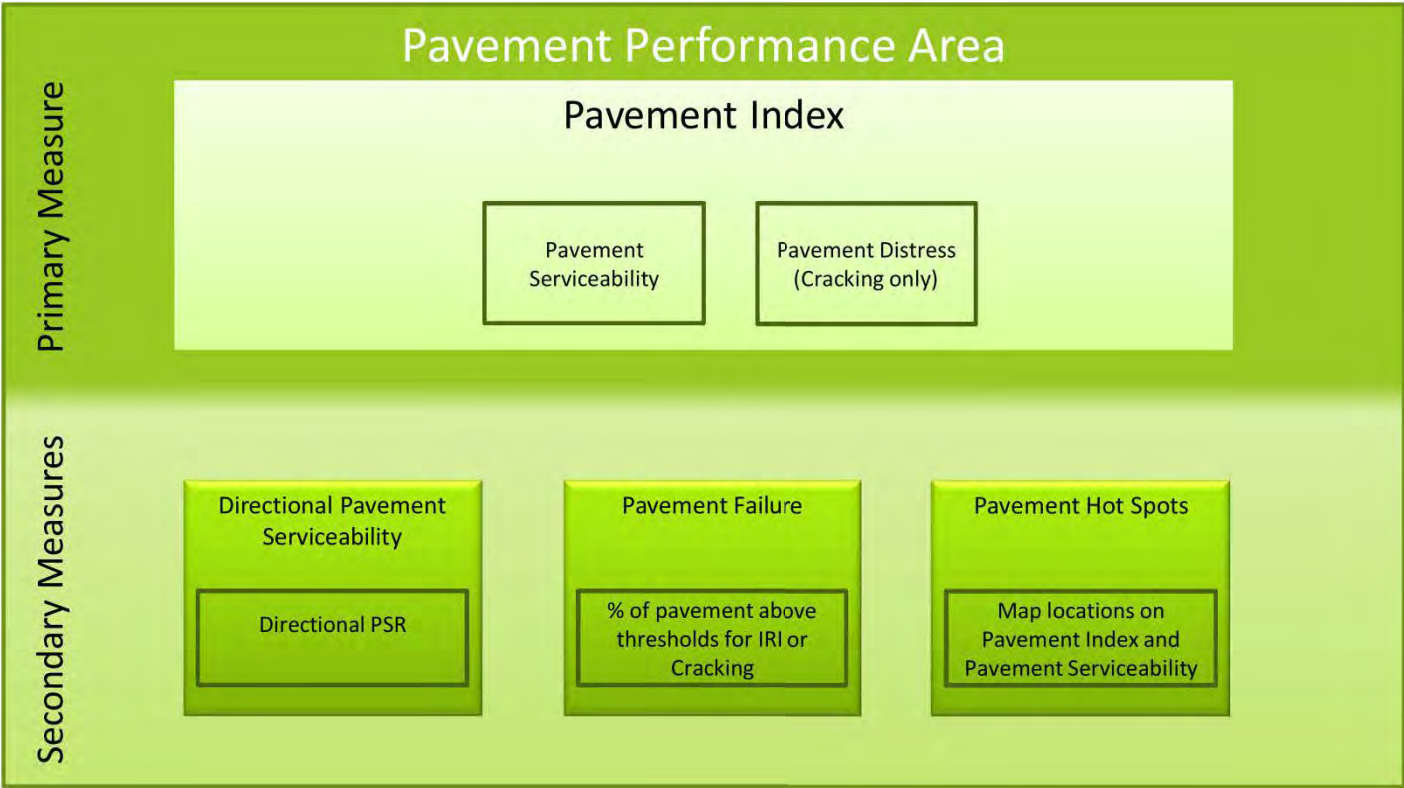 Pavement Performance Area
Primary Measure
Pavement Index
Pavement
Serviceability
Pavement Distress
(Cracking only)
Secondary Measures
Directional Pavement
Serviceability
Directional PSR
Pavement Failure
% of pavement above
thresholds for IRI or
Cracking
Pavement Hot Spots
Map locations on
Pavement Index and
Pavement Serviceability